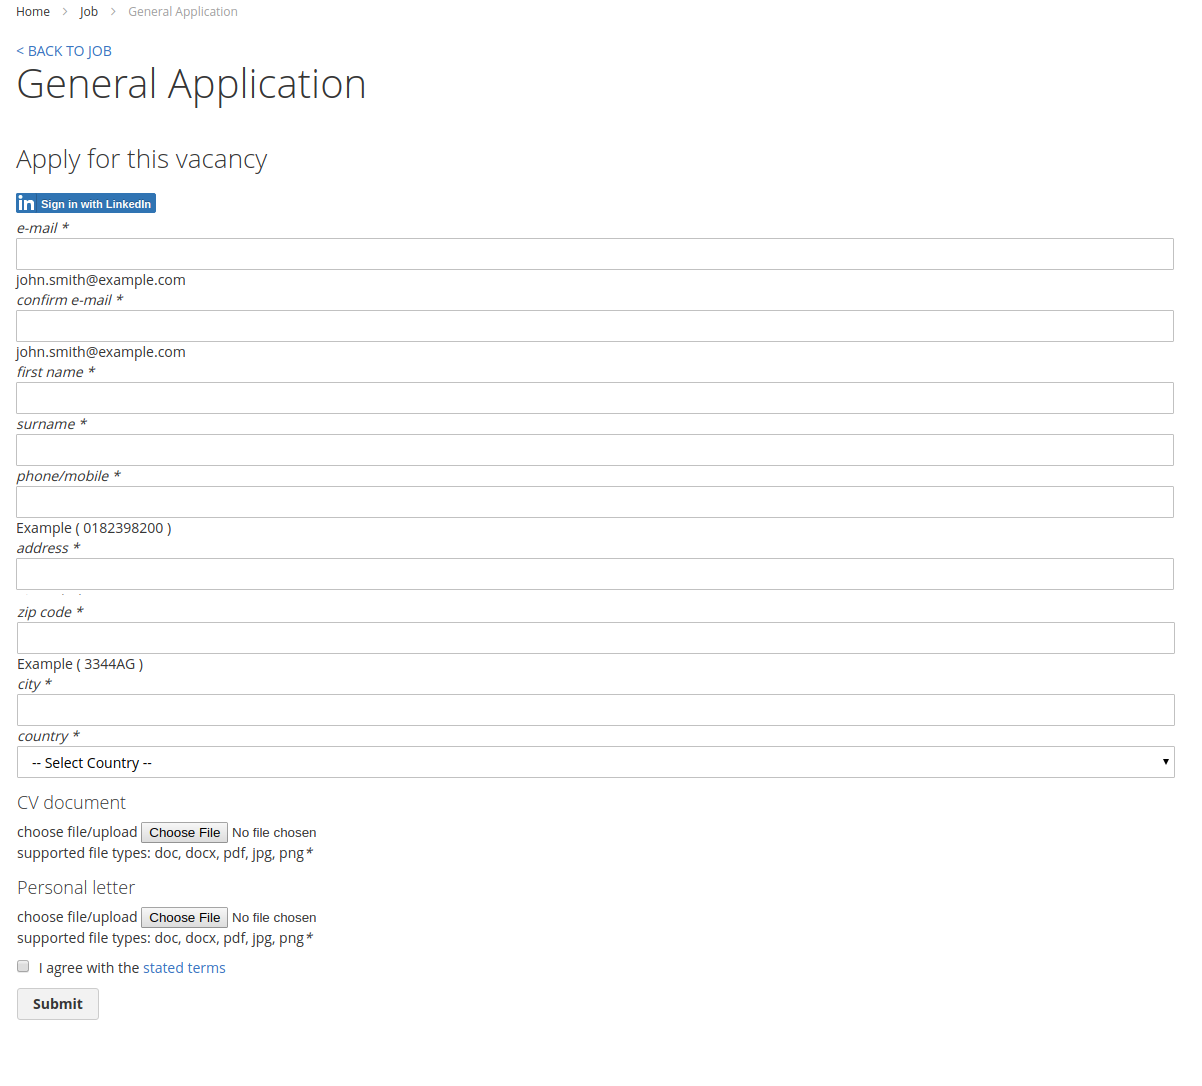 Home > Job > General Application
< BACK TO JOB
General Application
Apply for this vacancy
in Sign in with LinkedIn
e-mail *
john.smith@example.com
confirm e-mail *
john.smith@example.com
first name *
surname *
phone/mobile *
Example ( 0182398200 )
address *
zip code *
Example ( 3344AG )
city *
country *
-- Select Country --
CV document
choose file/upload Choose File No file chosen
supported file types: doc, docx, pdf, jpg, png*
Personal letter
choose file/upload Choose File No file chosen
supported file types: doc, docx, pdf, jpg, png*
I agree with the stated terms
Submit